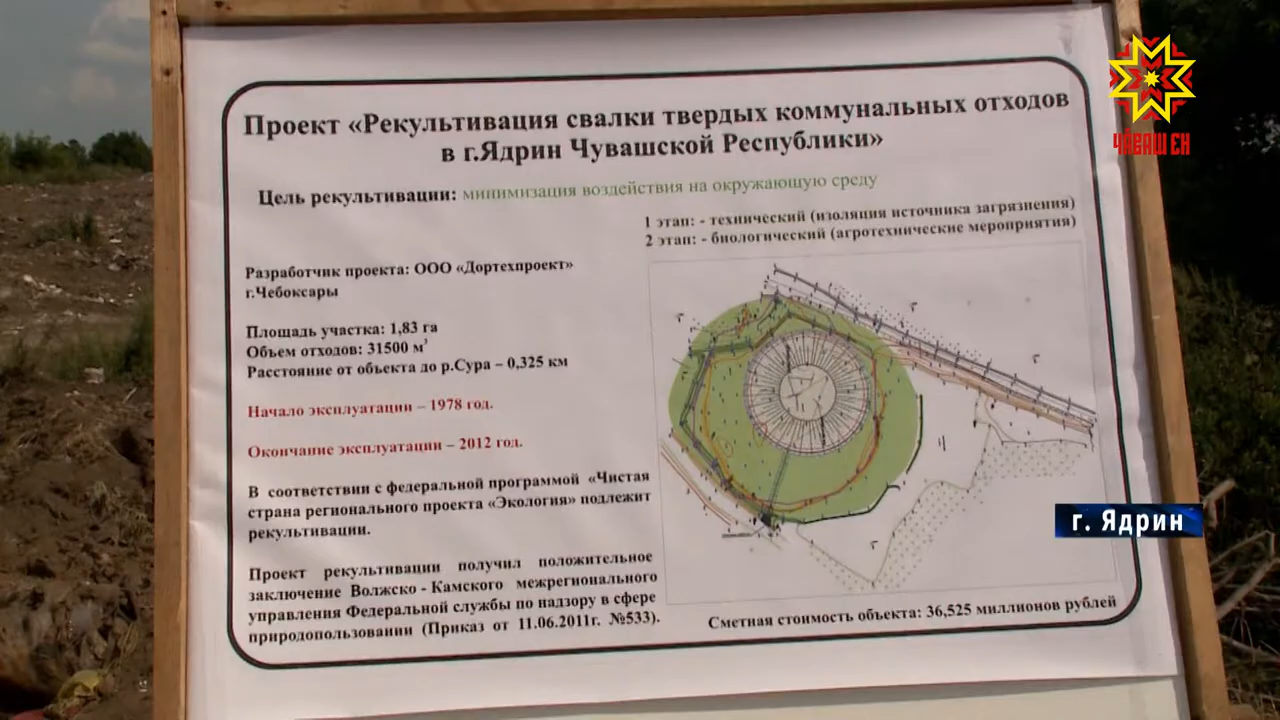 Проект «Рекультивация свалки твердых коммунальных отходов
в г.Ядрин Чувашской Республики»
Цель рекультивации: минимизация воздействия на окружающую среду
1 этап: - технический (изоляция источника загрязнения)
2 этап: - биологический (агротехнические мероприятия)
Разработчик проекта: ООО «Дортехпроект»
г.Чебоксары
Площадь участка: 1,83 га
Объем отходов: 31500 м³
Расстояние от объекта до р.Сура – 0,325 км
Начало эксплуатации – 1978 год.
Окончание эксплуатации – 2012 год.
В соответствии с федеральной программой «Чистая
страна регионального проекта «Экология» подлежит
рекультивации.
Проект рекультивации получил положительное
заключение Волжско - Камского межрегионального
управления Федеральной службы по надзору в сфере
природопользовании (Приказ от 11.06.2011г. №533).
Сметная стоимость объекта: 36,525 миллионов рублей
ЧӐВАШ ЕН
г. Ядрин